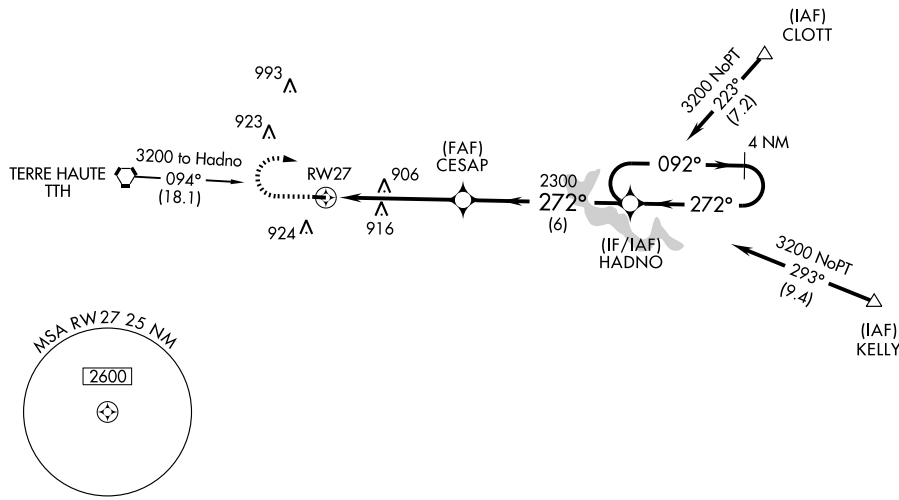 (IAF)
CLOTT
3200 NoPT
223°
(7.2)
993
923
4 NM
3200 to Hadno
094°
(18.1)
TERRE HAUTE
TTH
RW27
906
916
924
(FAF)
CESAP
2300
272°
(6)
092°
272°
(IF/IAF)
HADNO
3200 NoPT
293°
(9.4)
(IAF)
KELLY
MSA RW27 25 NM
2600